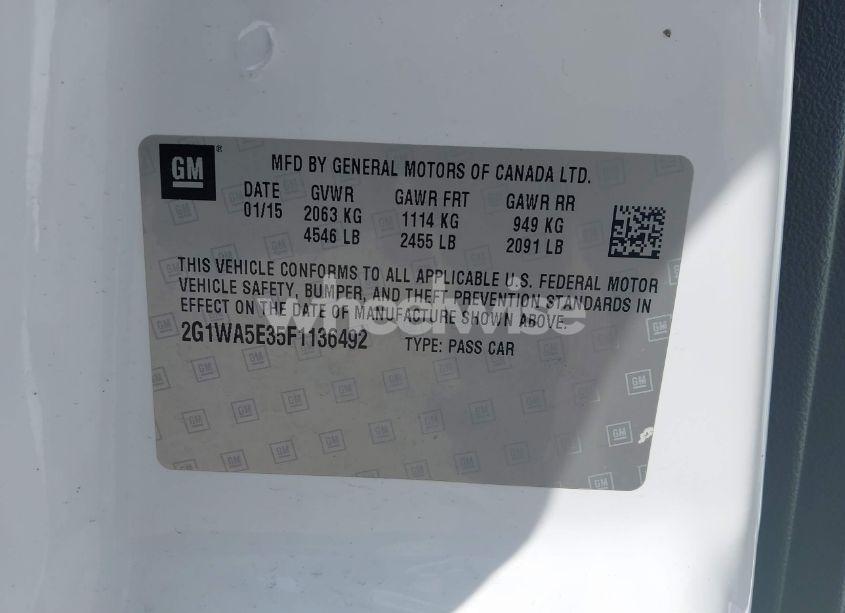 GM ® MFD BY GENERAL MOTORS OF CANADA LTD.
DATE GVWR GAWR FRT GAWR RR
01/15 2063 KG 1114 KG 949 KG
4546 LB 2455 LB 2091 LB
THIS VEHICLE CONFORMS TO ALL APPLICABLE U.S. FEDERAL MOTOR
VEHICLE SAFETY, BUMPER, AND THEFT PREVENTION STANDARDS IN
EFFECT ON THE DATE OF MANUFACTURE SHOWN ABOVE.
wheelwise
2G1WA5E35F1136492 TYPE: PASS CAR